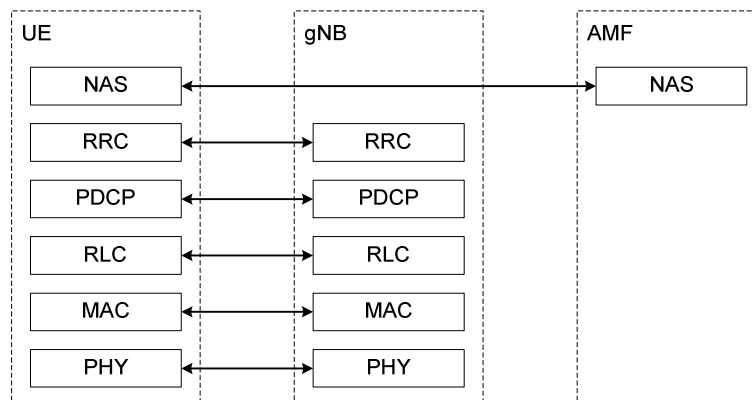 UE
gNB
AMF
NAS
NAS
RRC
RRC
PDCP
PDCP
RLC
RLC
MAC
MAC
PHY
PHY